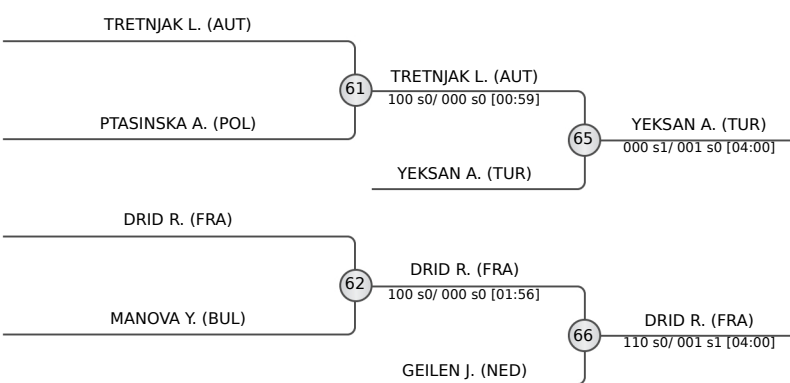 TRETNJAK L. (AUT)
61
TRETNJAK L. (AUT)
100 s0/ 000 s0 [00:59]
PTASINSKA A. (POL)
65
YEKSAN A. (TUR)
000 s1/ 001 s0 [04:00]
YEKSAN A. (TUR)
DRID R. (FRA)
62
DRID R. (FRA)
100 s0/ 000 s0 [01:56]
MANOVA Y. (BUL)
66
DRID R. (FRA)
110 s0/ 001 s1 [04:00]
GEILEN J. (NED)